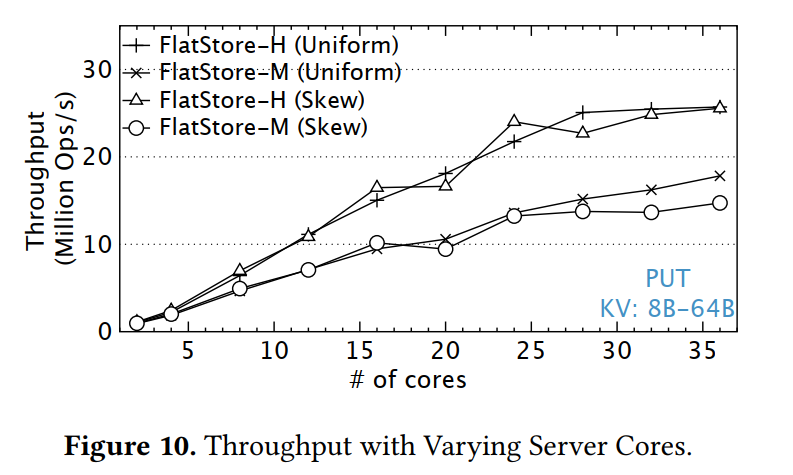 FlatStore-H (Uniform)
FlatStore-M (Uniform)
FlatStore-H (Skew)
FlatStore-M (Skew)
Throughput
(Million Ops/s)
30
20
10
0
PUT
KV: 8B-64B
5 10 15 20 25 30 35
# of cores
Figure 10. Throughput with Varying Server Cores.